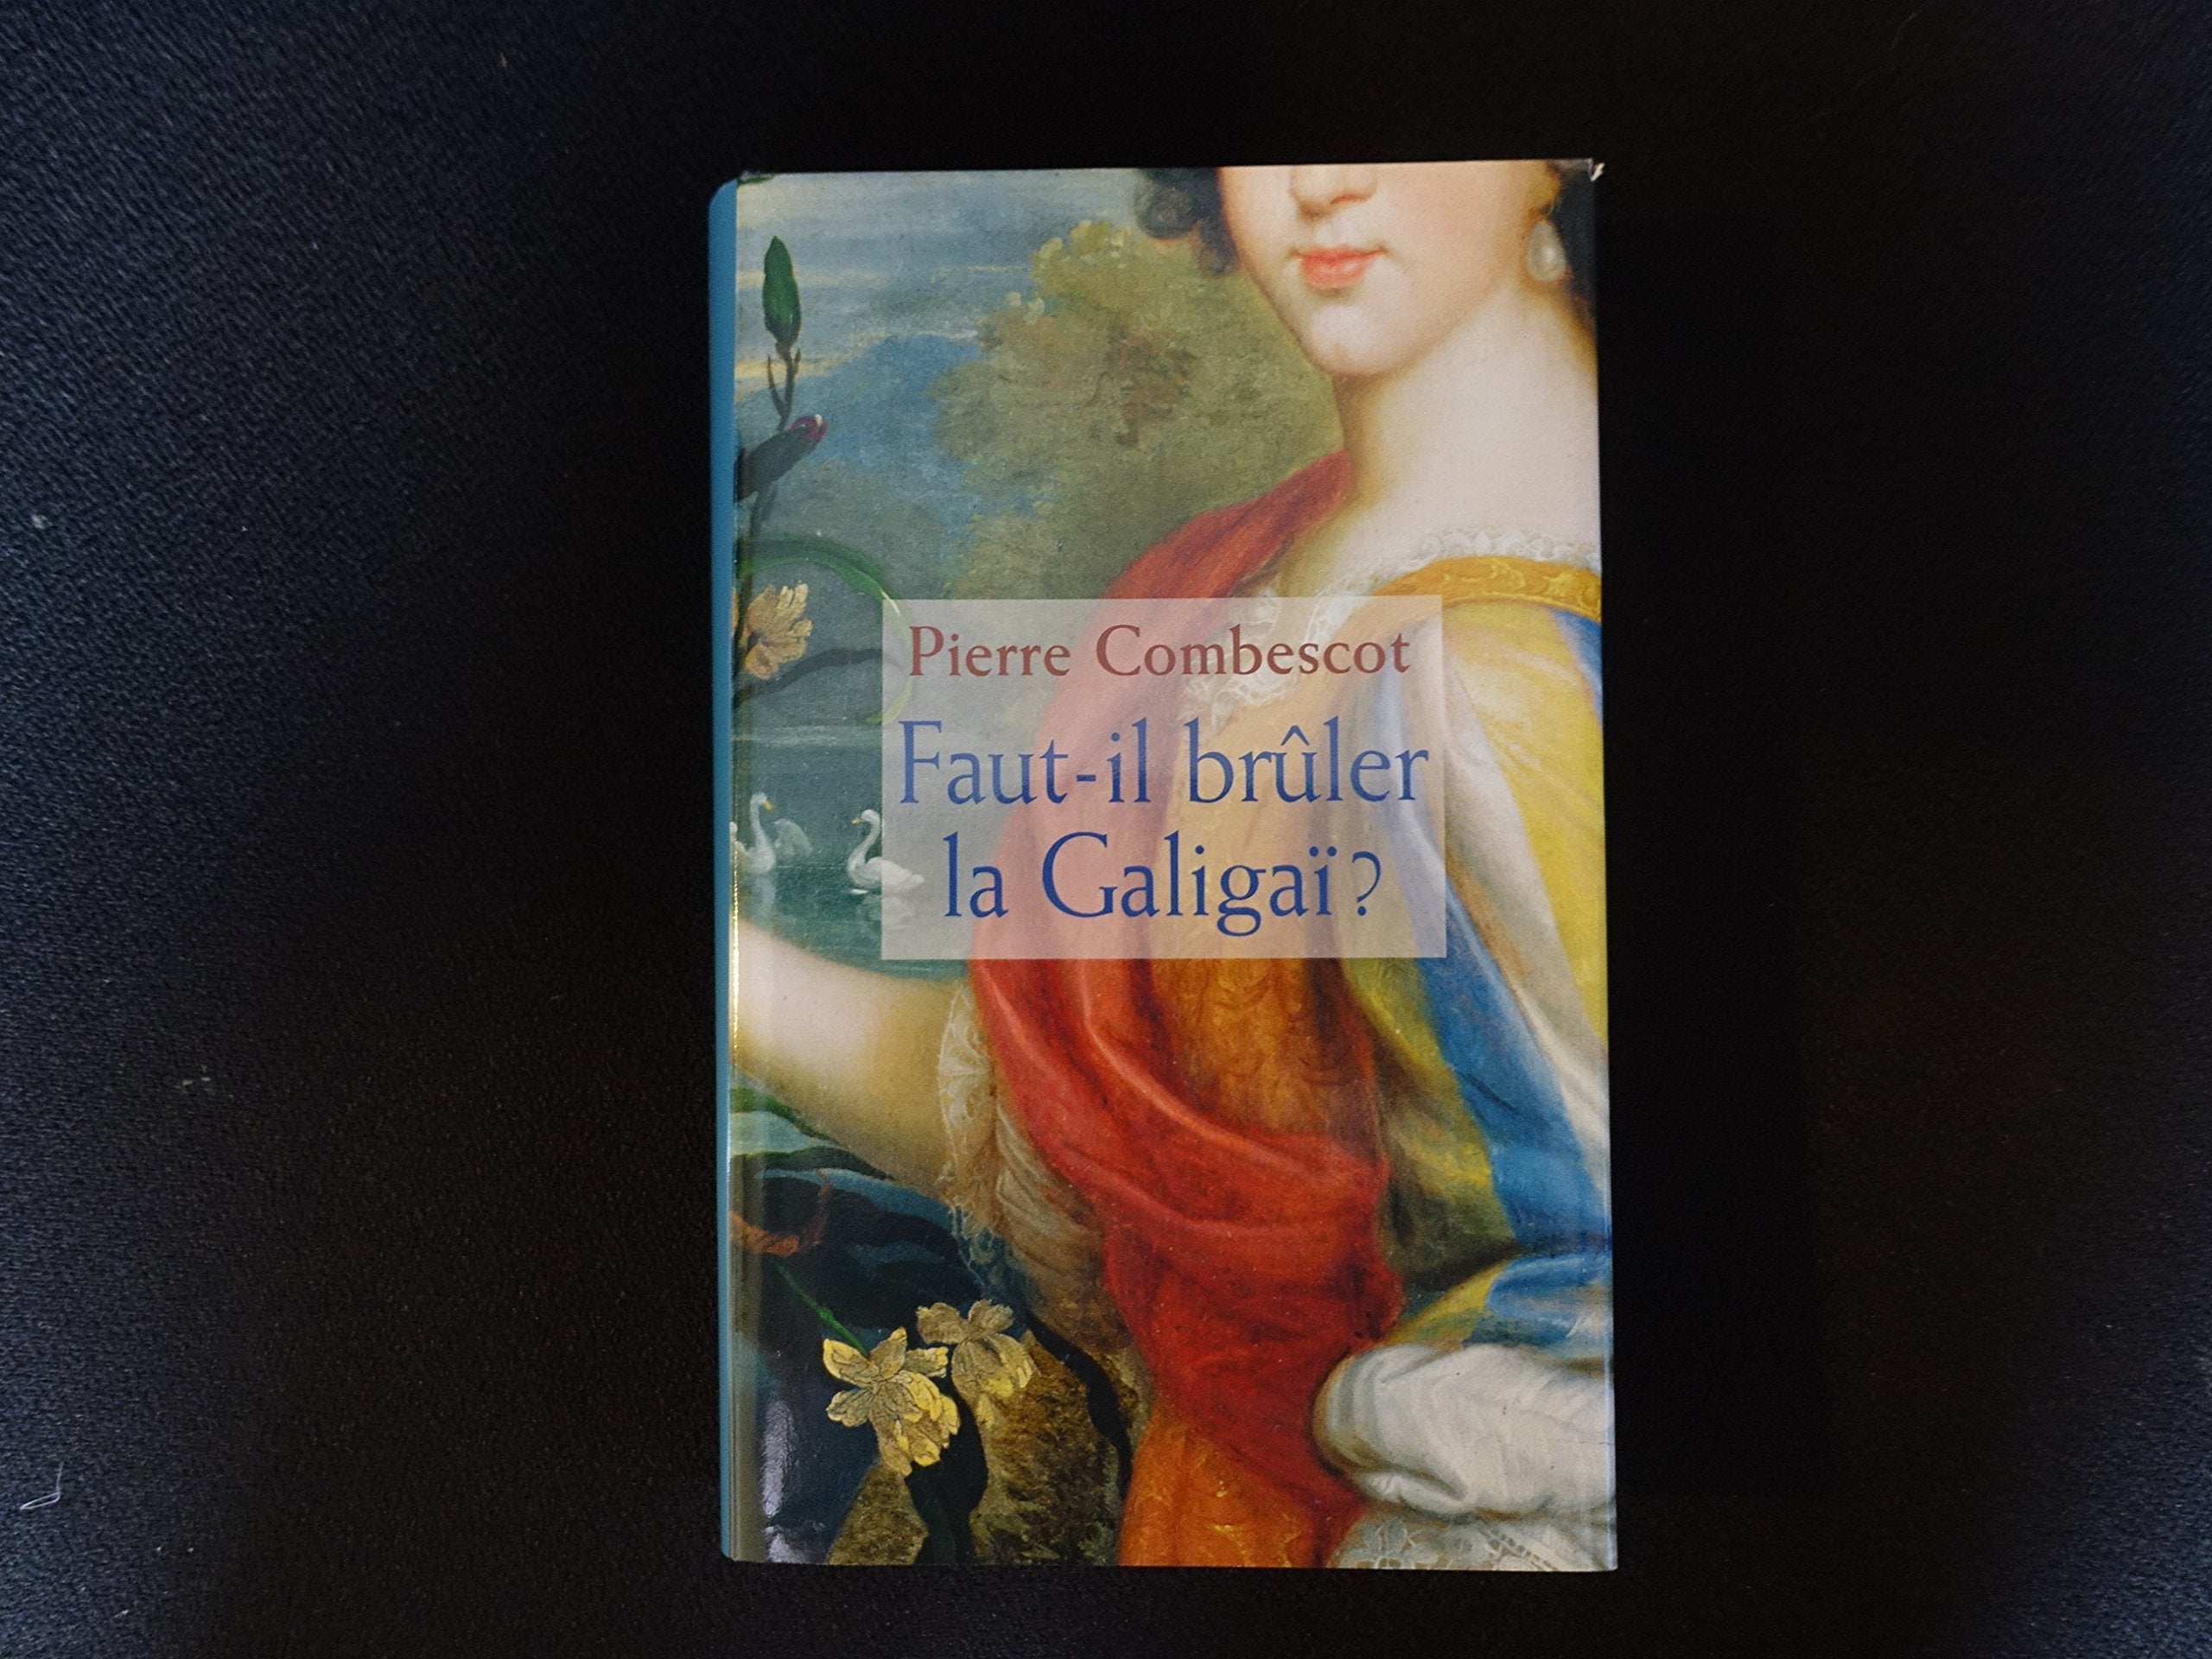 Pierre Combescot
Faut-il brûler
la Galigaï ?